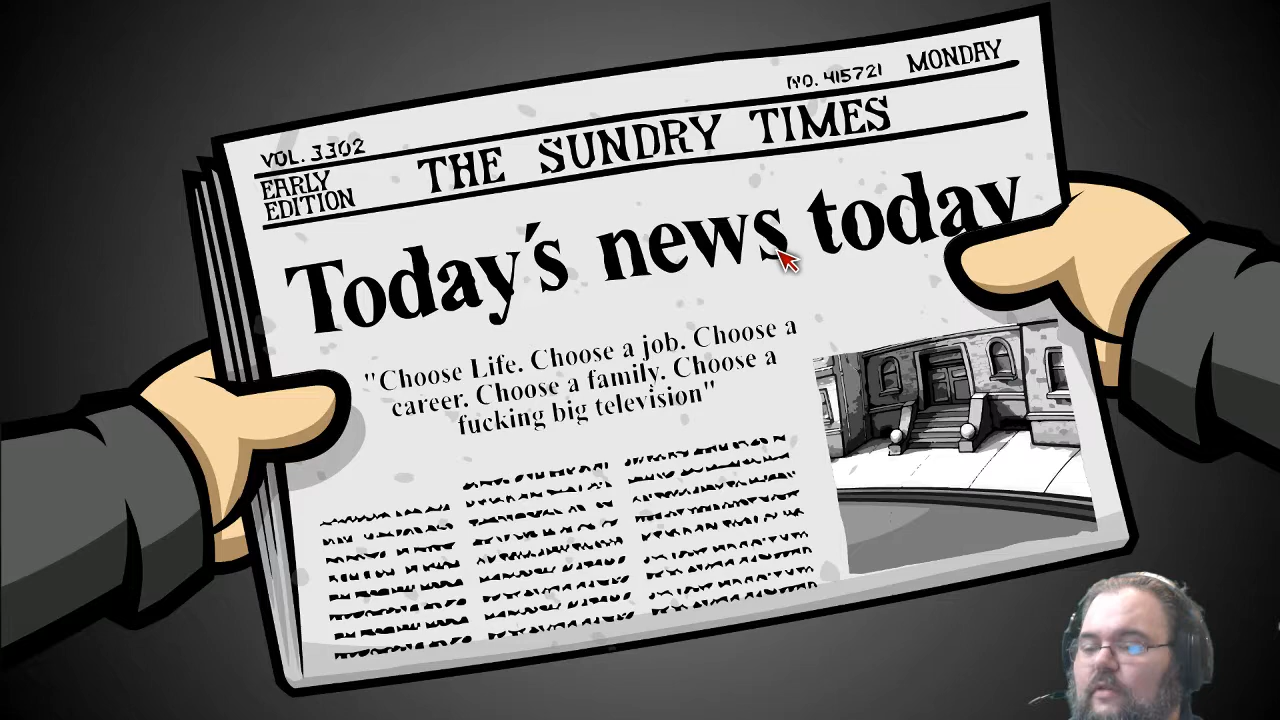 NO. 415721 MONDAY
VOL. 3302
EARLY
EDITION
THE SUNDRY TIMES
Today's news today
"Choose Life. Choose a job. Choose a
career. Choose a family. Choose a
fucking big television"